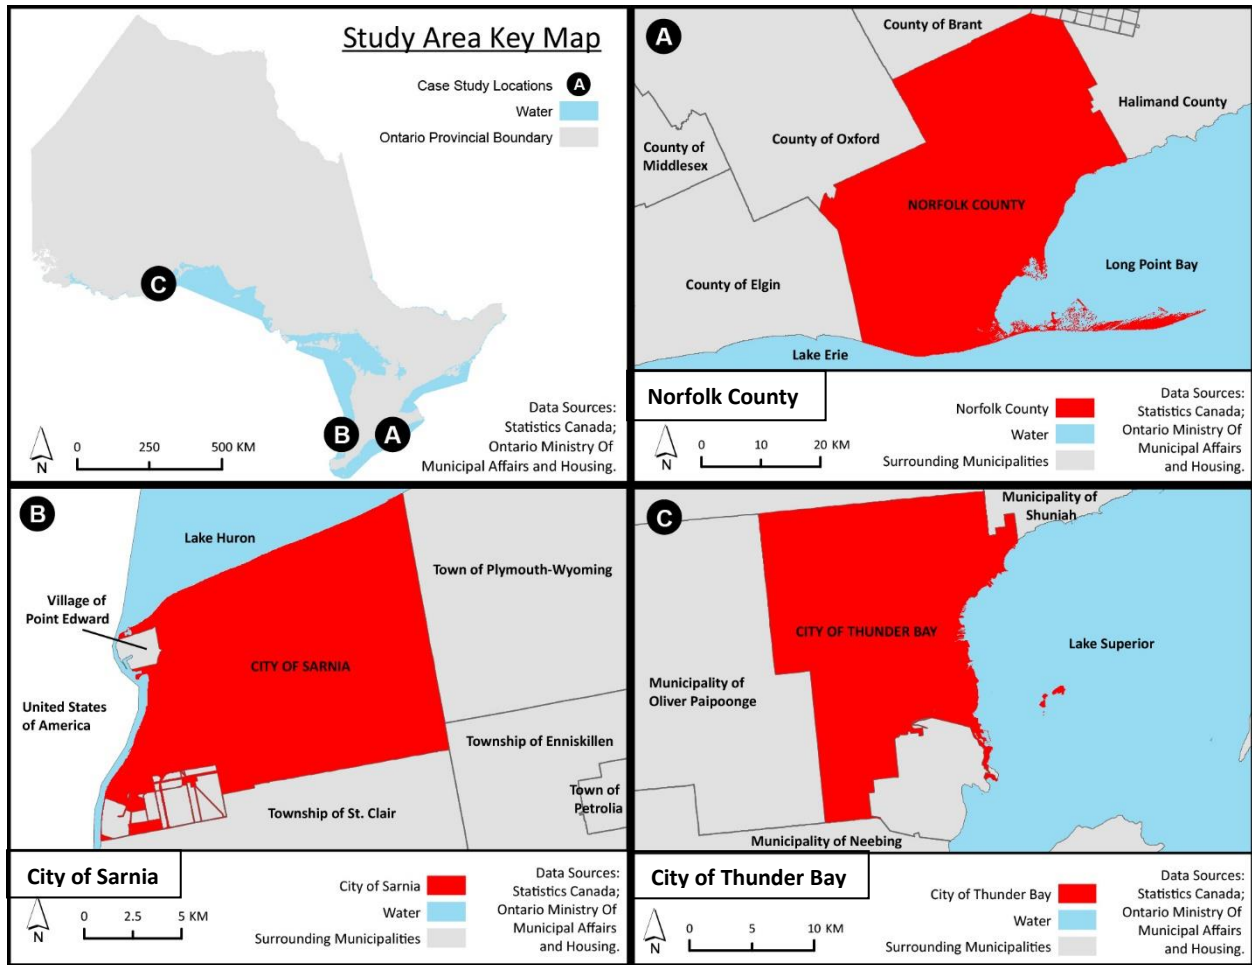 Study Area Key Map
Case Study Locations A
Water
Ontario Provincial Boundary
C
B
A
N
0 250 500 KM
Data Sources:
Statistics Canada;
Ontario Ministry Of
Municipal Affairs and Housing.
A
County of Brant
Halimand County
County of Oxford
County of
Middlesex
NORFOLK COUNTY
County of Elgin
Long Point Bay
Lake Erie
Norfolk County
N
0 10 20 KM
Norfolk County
Water
Surrounding Municipalities
Data Sources:
Statistics Canada;
Ontario Ministry Of
Municipal Affairs
and Housing.
B
Lake Huron
Town of Plymouth-Wyoming
Village of
Point Edward
CITY OF SARNIA
United States
of America
Township of Enniskillen
Town of
Petrolia
Township of St. Clair
City of Sarnia
N
0 2.5 5 KM
City of Sarnia
Water
Surrounding Municipalities
Data Sources:
Statistics Canada;
Ontario Ministry Of
Municipal Affairs
and Housing.
C
Municipality of
Shuniah
CITY OF THUNDER BAY
Lake Superior
Municipality of
Oliver Paipoonge
Municipality of Neebing
City of Thunder Bay
N
0 5 10 KM
City of Thunder Bay
Water
Surrounding Municipalities
Data Sources:
Statistics Canada;
Ontario Ministry Of
Municipal Affairs
and Housing.